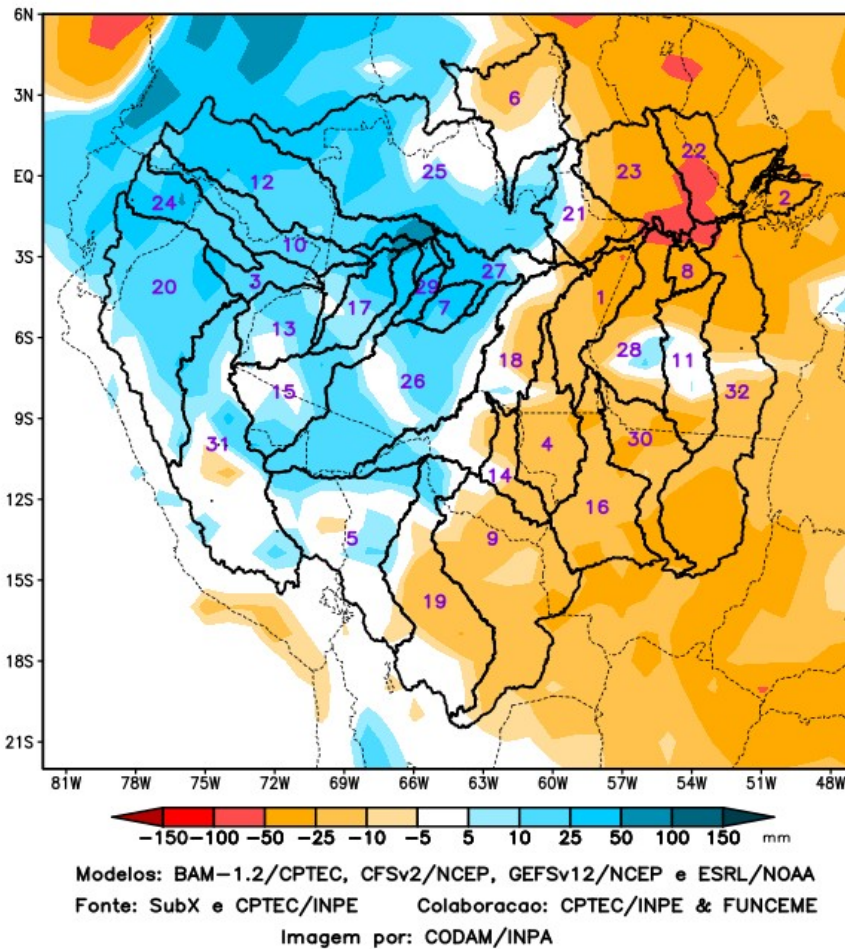 6N
3N
EQ
3S
6S
9S
12S
15S
18S
21S
6
25
12
24
10
3
20
13
17
29
7
27
26
15
31
5
21
23
22
2
1
8
28
11
18
32
4
30
14
16
9
19
81W 78W 75W 72W 69W 66W 63W 60W 57W 54W 51W 48W
−150 −100 −50 −25 −10 −5 5 10 25 50 100 150 mm
Modelos: BAM−1.2/CPTEC, CFSv2/NCEP, GEFSv12/NCEP e ESRL/NOAA
Fonte: SubX e CPTEC/INPE Colaboracao: CPTEC/INPE & FUNCEME
Imagem por: CODAM/INPA